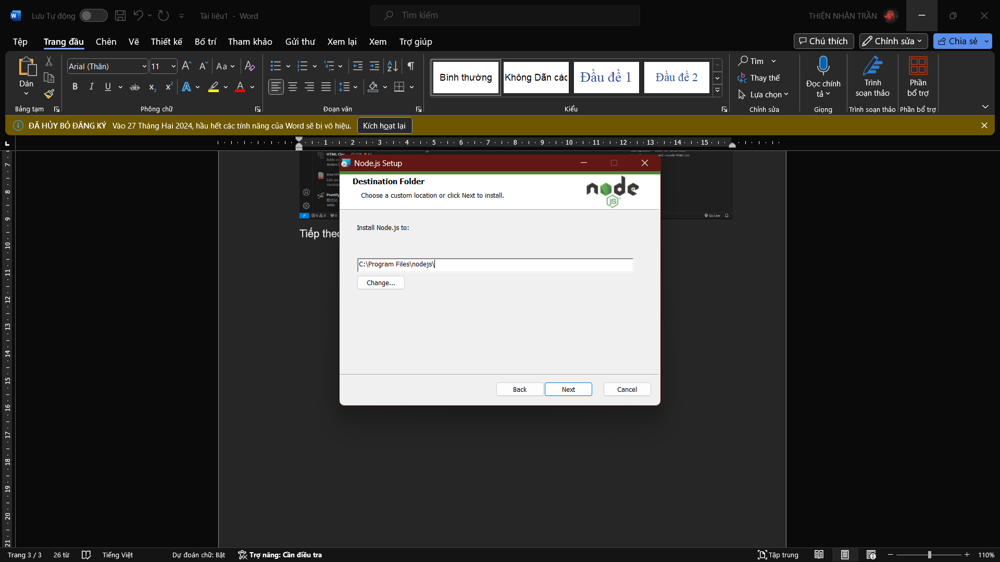 Lưu Tự động
Tài liệu1 - Word
Tìm kiếm
THIỆN NHÂN TRẦN
Tệp
Trang đầu
Chèn
Vẽ
Thiết kế
Bố trí
Tham khảo
Gửi thư
Xem lại
Xem
Trợ giúp
Chú thích
Chỉnh sửa
Chia sẻ
Dán
Bảng tạm
Arial (Thân)
11
Aa
Phông chữ
Đoạn văn
Bình thường
Không Dãn các
Đầu đề 1
Đầu đề 2
Kiểu
Tìm
Thay thế
Lựa chọn
Chỉnh sửa
Đọc chính
tả
Giọng
Trình
soạn thảo
Trình soạn thảo
Phần
bổ trợ
Phần bổ trợ
ĐÃ HỦY BỎ ĐĂNG KÝ Vào 27 Tháng Hai 2024, hầu hết các tính năng của Word sẽ bị vô hiệu. Kích hoạt lại
1 2 3 4 5 6 7 8 9 10 11 12 13 14 15
7
8
9
10
11
12
13
14
15
16
17
18
19
20
21
Go Live
Tiếp theo
Node.js Setup
Destination Folder
Choose a custom location or click Next to install.
node
JS
Install Node.js to:
C:\Program Files\nodejs\
Change...
Back
Next
Cancel
Trang 3 / 3
26 từ
Tiếng Việt
Dự đoán chữ: Bật
Trợ năng: Cần điều tra
Tập trung
110%